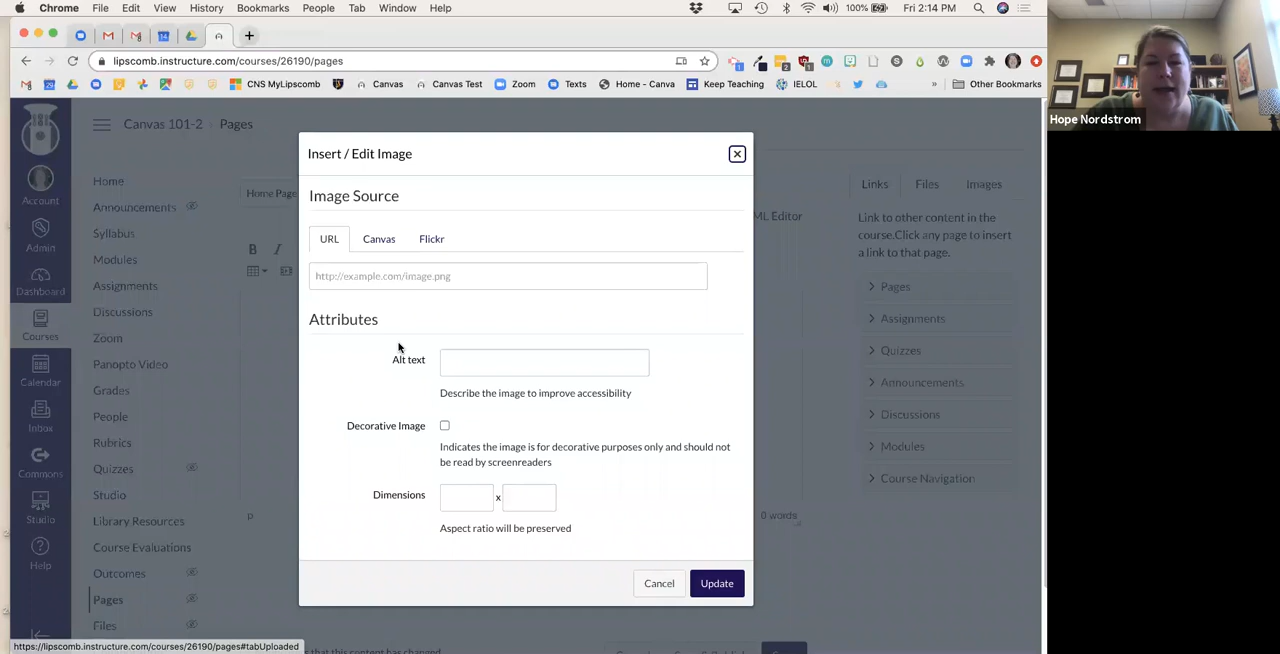 Chrome File Edit View History Bookmarks People Tab Window Help 100% Fri 2:14 PM
lipscomb.instructure.com/courses/26190/pages
CNS MyLipscomb Canvas Canvas Test Zoom Texts Home - Canva Keep Teaching IELOL » Other Bookmarks
Hope Nordstrom
Canvas 101-2 › Pages
Account
Admin
Dashboard
Courses
Calendar
Inbox
Commons
Studio
Help
Home
Announcements
Syllabus
Modules
Assignments
Discussions
Zoom
Panopto Video
Grades
People
Rubrics
Quizzes
Studio
Library Resources
Course Evaluations
Outcomes
Pages
Files
Home Page
B I
p
Insert / Edit Image
Image Source
URL Canvas Flickr
http://example.com/image.png
Attributes
Alt text
Describe the image to improve accessibility
Decorative Image
Indicates the image is for decorative purposes only and should not
be read by screenreaders
Dimensions x
Aspect ratio will be preserved
Cancel Update
ML Editor
0 words
Links Files Images
Link to other content in the
course.Click any page to insert
a link to that page.
Pages
Assignments
Quizzes
Announcements
Discussions
Modules
Course Navigation
https://lipscomb.instructure.com/courses/26190/pages#tabUploaded
that this content has changed